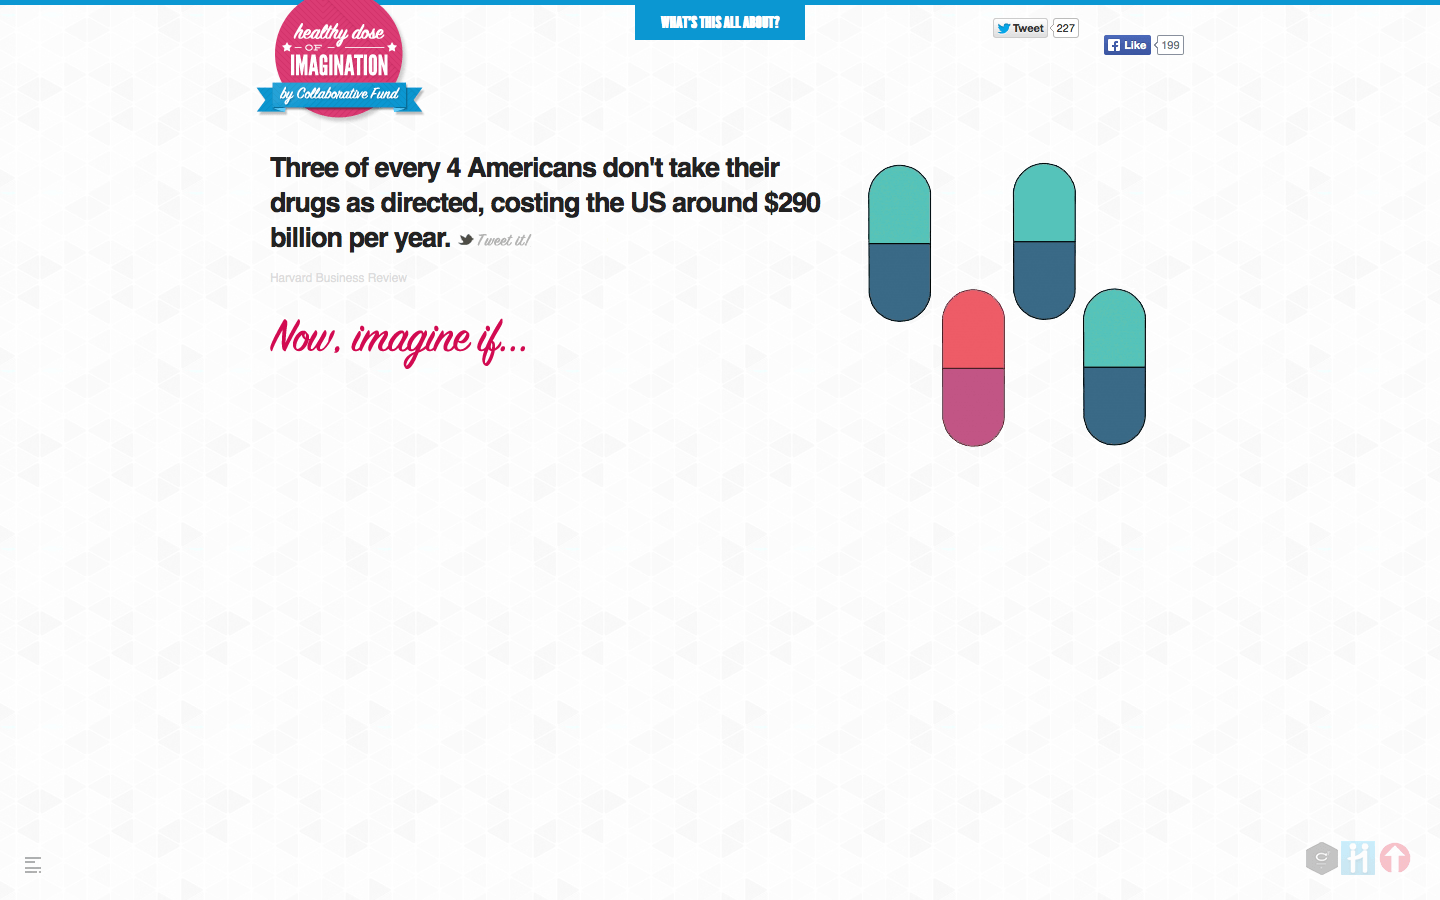 healthy dose
OF
IMAGINATION
by Collaborative Fund
WHAT'S THIS ALL ABOUT?
Tweet 227
Like 199
Three of every 4 Americans don't take their
drugs as directed, costing the US around $290
billion per year. Tweet it!
Harvard Business Review
Now, imagine if...